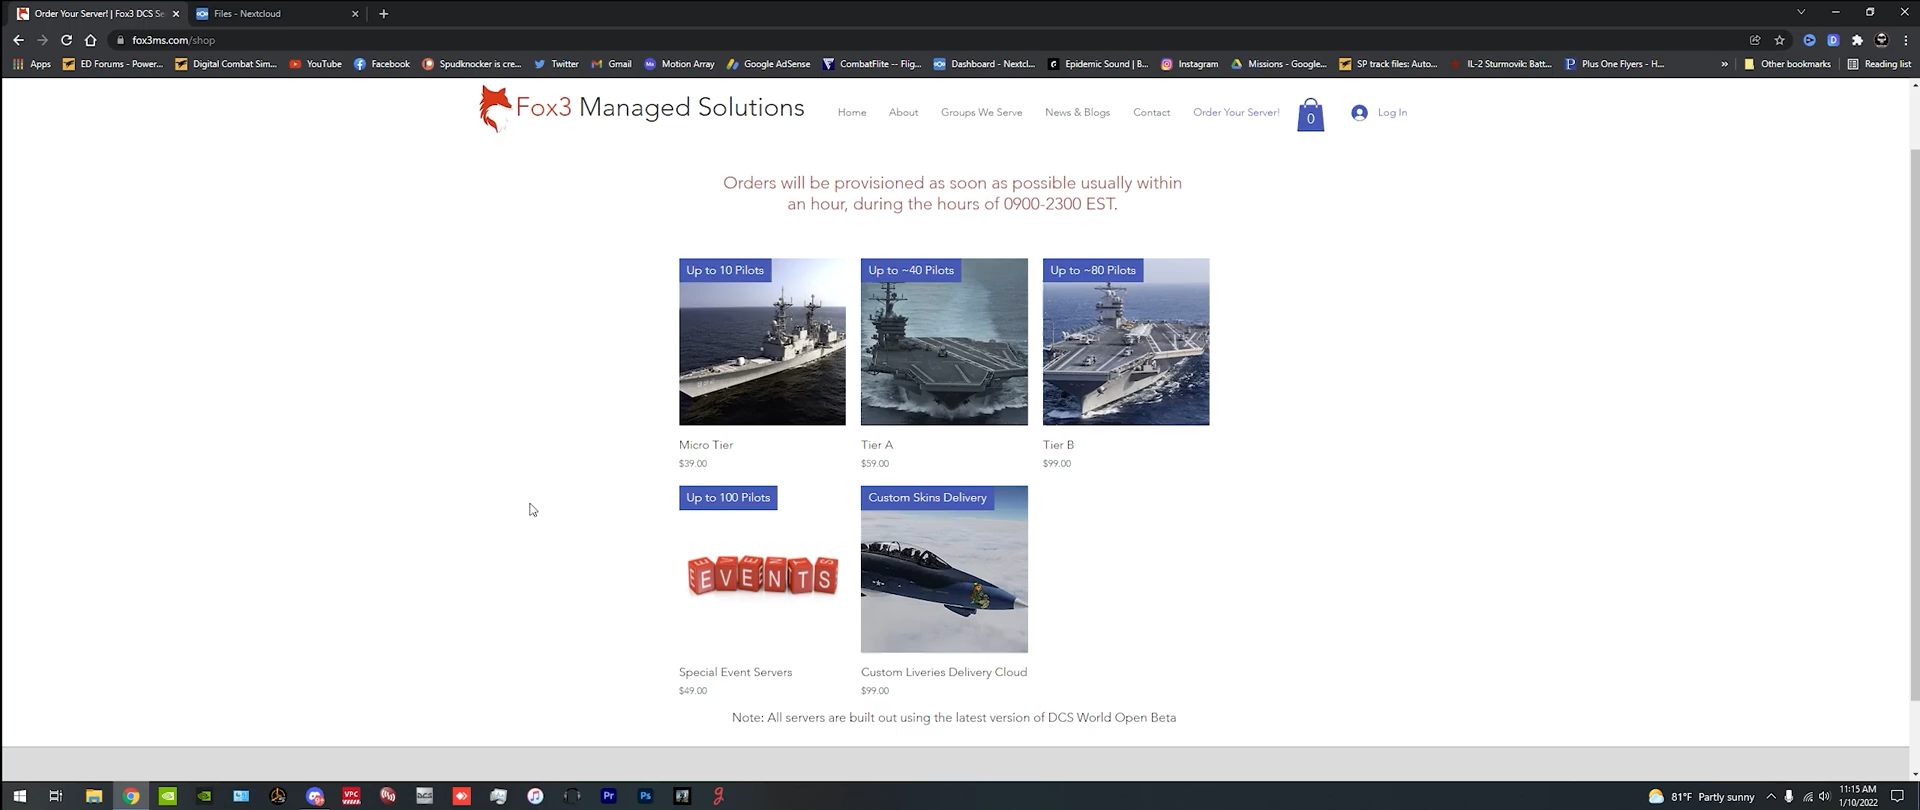 Order Your Server! | Fox3 DCS Se
Files - Nextcloud
fox3ms.com/shop
Apps
ED Forums - Power...
Digital Combat Sim...
YouTube
Facebook
Spudknocker is cre...
Twitter
Gmail
Motion Array
Google AdSense
CombatFlite -- Flig...
Dashboard - Nextcl...
Epidemic Sound | B...
Instagram
Missions - Google...
SP track files: Auto...
IL-2 Sturmovik: Batt...
Plus One Flyers - H...
»
Other bookmarks
Reading list
Fox3 Managed Solutions
Home
About
Groups We Serve
News & Blogs
Contact
Order Your Server!
0
Log In
Orders will be provisioned as soon as possible usually within
an hour, during the hours of 0900-2300 EST.
Up to 10 Pilots
Up to ~40 Pilots
Up to ~80 Pilots
Micro Tier
Tier A
Tier B
$39.00
$59.00
$99.00
Up to 100 Pilots
Custom Skins Delivery
EVENTS
Special Event Servers
Custom Liveries Delivery Cloud
$49.00
$99.00
Note: All servers are built out using the latest version of DCS World Open Beta
VPC
DCS
Pr
Ps
81°F Partly sunny
11:15 AM
1/10/2022